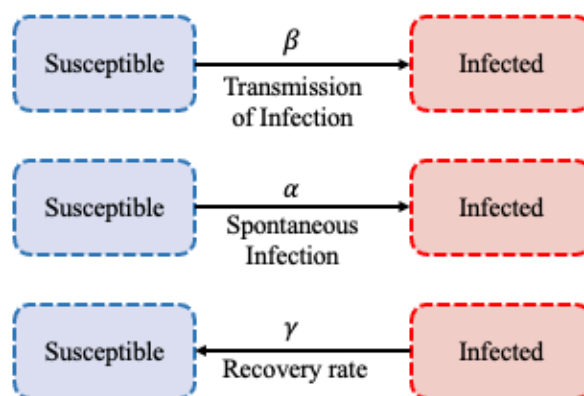 Susceptible β Infected
Transmission
of Infection
Susceptible α Infected
Spontaneous
Infection
Susceptible γ Infected
Recovery rate